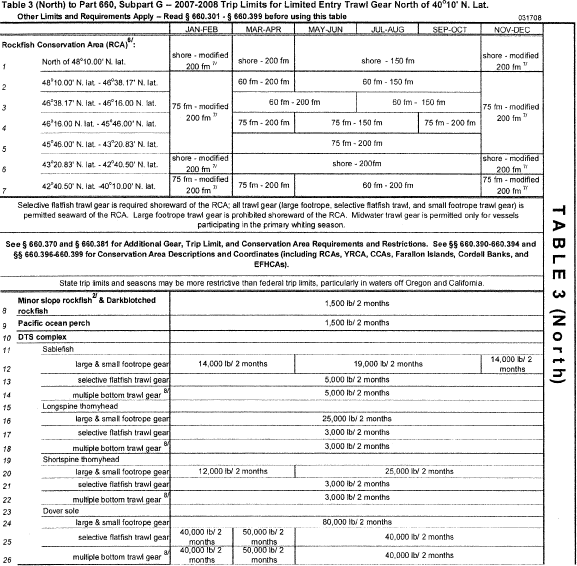 Table 3 (North) to Part 660, Subpart G -- 2007-2008 Trip Limits for Limited Entry Trawl Gear North of 40°10' N. Lat.
Other Limits and Requirements Apply -- Read § 660.301 - § 660.399 before using this table
031708
JAN-FEB MAR-APR MAY-JUN JUL-AUG SEP-OCT NOV-DEC
Rockfish Conservation Area (RCA)6/:
1 North of 48°10.00' N. lat. shore - modified 200 fm 7/ shore - 200 fm shore - 150 fm shore - modified 200 fm 7/
2 48°10.00' N. lat. - 46°38.17' N. lat. 75 fm - modified 200 fm 7/ 60 fm - 200 fm 60 fm - 150 fm 75 fm - modified 200 fm 7/
3 46°38.17' N. lat. - 46°16.00 N. lat. 60 fm - 200 fm 60 fm - 150 fm
4 46°16.00 N. lat. - 45°46.00' N. lat. 75 fm - 200 fm 75 fm - 150 fm 75 fm - 200 fm
5 45°46.00' N. lat. - 43°20.83' N. lat. 75 fm - 200 fm
6 43°20.83' N. lat. - 42°40.50' N. lat. shore - modified 200 fm 7/ shore - 200fm shore - modified 200 fm 7/
7 42°40.50' N. lat. -40°10.00' N. lat. 75 fm - modified 200 fm 7/ 75 fm - 200 fm 60 fm - 200 fm 75 fm - modified 200 fm 7/
Selective flatfish trawl gear is required shoreward of the RCA; all trawl gear (large footrope, selective flatfish trawl, and small footrope trawl gear) is
permitted seaward of the RCA. Large footrope trawl gear is prohibited shoreward of the RCA. Midwater trawl gear is permitted only for vessels
participating in the primary whiting season.
See § 660.370 and § 660.381 for Additional Gear, Trip Limit, and Conservation Area Requirements and Restrictions. See §§ 660.390-660.394 and
§§ 660.396-660.399 for Conservation Area Descriptions and Coordinates (including RCAs, YRCA, CCAs, Farallon Islands, Cordell Banks, and
EFHCAs).
State trip limits and seasons may be more restrictive than federal trip limits, particularly in waters off Oregon and California.
8 Minor slope rockfish2/ & Darkblotched rockfish 1,500 lb/ 2 months
9 Pacific ocean perch 1,500 lb/ 2 months
10 DTS complex
11 Sablefish
12 large & small footrope gear 14,000 lb/ 2 months 19,000 lb/ 2 months 14,000 lb/ 2 months
13 selective flatfish trawl gear 5,000 lb/ 2 months
14 multiple bottom trawl gear 8/ 5,000 lb/ 2 months
15 Longspine thornyhead
16 large & small footrope gear 25,000 lb/ 2 months
17 selective flatfish trawl gear 3,000 lb/ 2 months
18 multiple bottom trawl gear 8/ 3,000 lb/ 2 months
19 Shortspine thornyhead
20 large & small footrope gear 12,000 lb/ 2 months 25,000 lb/ 2 months
21 selective flatfish trawl gear 3,000 lb/ 2 months
22 multiple bottom trawl gear 8/ 3,000 lb/ 2 months
23 Dover sole
24 large & small footrope gear 80,000 lb/ 2 months
25 selective flatfish trawl gear 40,000 lb/ 2 months 50,000 lb/ 2 months 40,000 lb/ 2 months
26 multiple bottom trawl gear 8/ 40,000 lb/ 2 months 50,000 lb/ 2 months 40,000 lb/ 2 months
TABLE 3 (North)